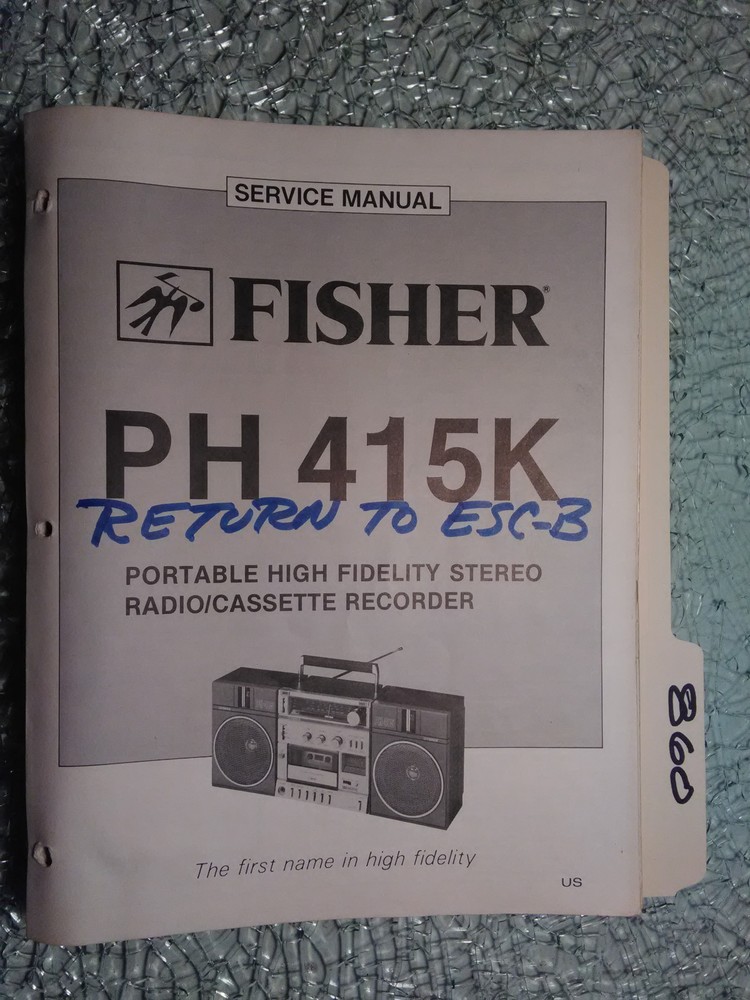 SERVICE MANUAL
FISHER®
PH 415K
RETURN TO ESC-B
PORTABLE HIGH FIDELITY STEREO
RADIO/CASSETTE RECORDER
860
The first name in high fidelity
US